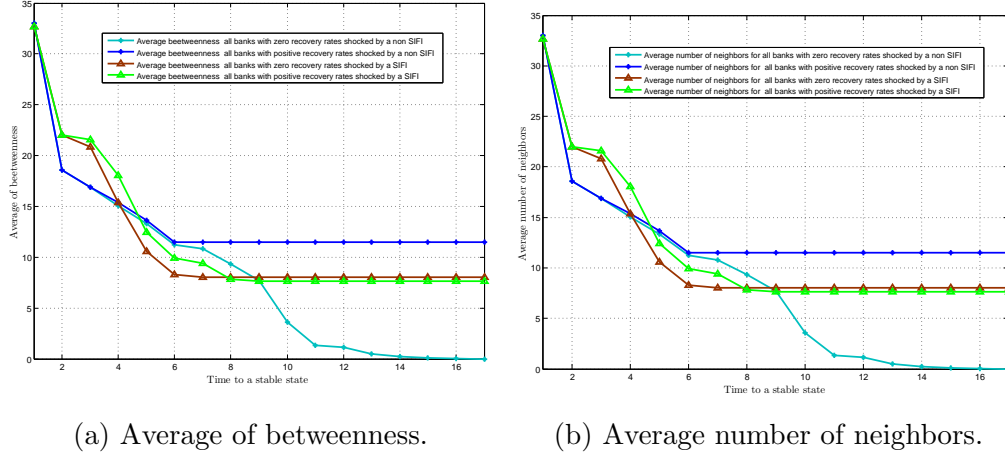 35
30
25
20
15
10
5
0
Average of beetweenness
Average beetweenness all banks with zero recovery rates shocked by a non SIFI
Average beetweenness all banks with positive recovery rates shocked by a non SIFI
Average beetweenness all banks with zero recovery rates shocked by a SIFI
Average beetweenness all banks with positive recovery rates shocked by a SIFI
2 4 6 8 10 12 14 16
Time to a stable state
(a) Average of betweenness.
35
30
25
20
15
10
5
0
Average number of neighbors
Average number of neighbors for all banks with zero recovery rates shocked by a non SIFI
Average number of neighbors for all banks with positive recovery rates shocked by a non SIFI
Average number of neighbors for all banks with zero recovery rates shocked by a SIFI
Average number of neighbors for all banks with positive recovery rates shocked by a SIFI
2 4 6 8 10 12 14 16
Time to a stable state
(b) Average number of neighbors.